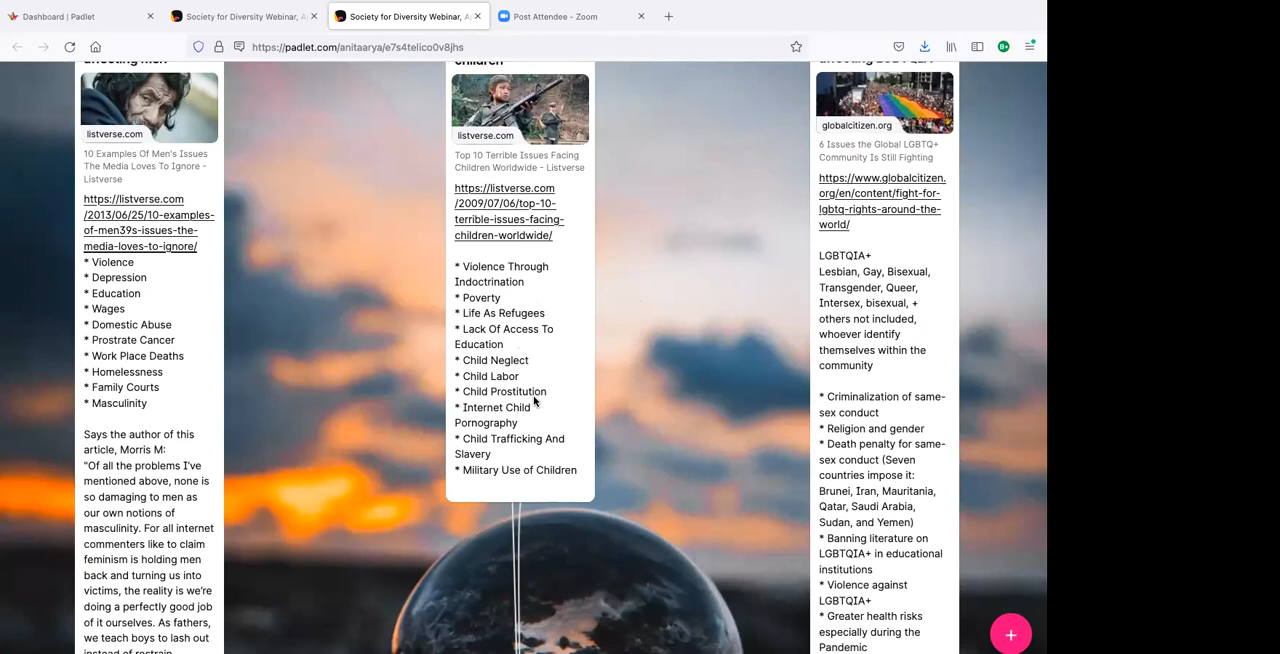 Dashboard | Padlet
Society for Diversity Webinar, A
Society for Diversity Webinar, A
Post Attendee - Zoom
https://padlet.com/anitaarya/e7s4telico0v8jhs
affecting men
listverse.com
10 Examples Of Men's Issues
The Media Loves To Ignore -
Listverse
https://listverse.com
/2013/06/25/10-examples-
of-men39s-issues-the-
media-loves-to-ignore/
* Violence
* Depression
* Education
* Wages
* Domestic Abuse
* Prostrate Cancer
* Work Place Deaths
* Homelessness
* Family Courts
* Masculinity
Says the author of this
article, Morris M:
"Of all the problems I've
mentioned above, none is
so damaging to men as
our own notions of
masculinity. For all internet
commenters like to claim
feminism is holding men
back and turning us into
victims, the reality is we're
doing a perfectly good job
of it ourselves. As fathers,
we teach boys to lash out
instead of restrain
children
listverse.com
Top 10 Terrible Issues Facing
Children Worldwide - Listverse
https://listverse.com
/2009/07/06/top-10-
terrible-issues-facing-
children-worldwide/
* Violence Through
Indoctrination
* Poverty
* Life As Refugees
* Lack Of Access To
Education
* Child Neglect
* Child Labor
* Child Prostitution
* Internet Child
Pornography
* Child Trafficking And
Slavery
* Military Use of Children
affecting LGBTQIA+
globalcitizen.org
6 Issues the Global LGBTQ+
Community Is Still Fighting
https://www.globalcitizen.
org/en/content/fight-for-
lgbtq-rights-around-the-
world/
LGBTQIA+
Lesbian, Gay, Bisexual,
Transgender, Queer,
Intersex, bisexual, +
others not included,
whoever identify
themselves within the
community
* Criminalization of same-
sex conduct
* Religion and gender
* Death penalty for same-
sex conduct (Seven
countries impose it:
Brunei, Iran, Mauritania,
Qatar, Saudi Arabia,
Sudan, and Yemen)
* Banning literature on
LGBTQIA+ in educational
institutions
* Violence against
LGBTQIA+
* Greater health risks
especially during the
Pandemic